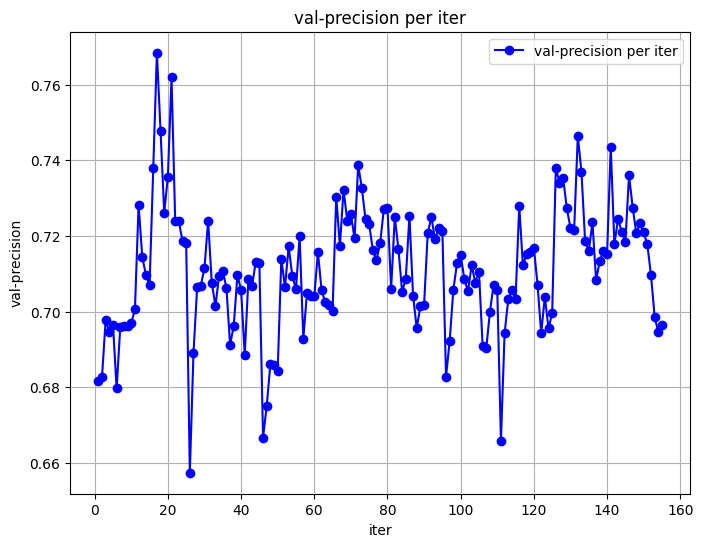 val-precision per iter
val-precision per iter
0.76
0.74
0.72
0.70
0.68
0.66
val-precision
0 20 40 60 80 100 120 140 160
iter